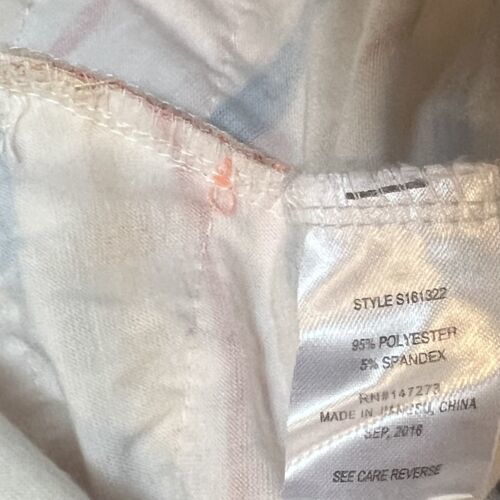 STYLE S161322
95% POLYESTER
5% SPANDEX
RN#147273
MADE IN JIANGSU, CHINA
SEP, 2016
SEE CARE REVERSE